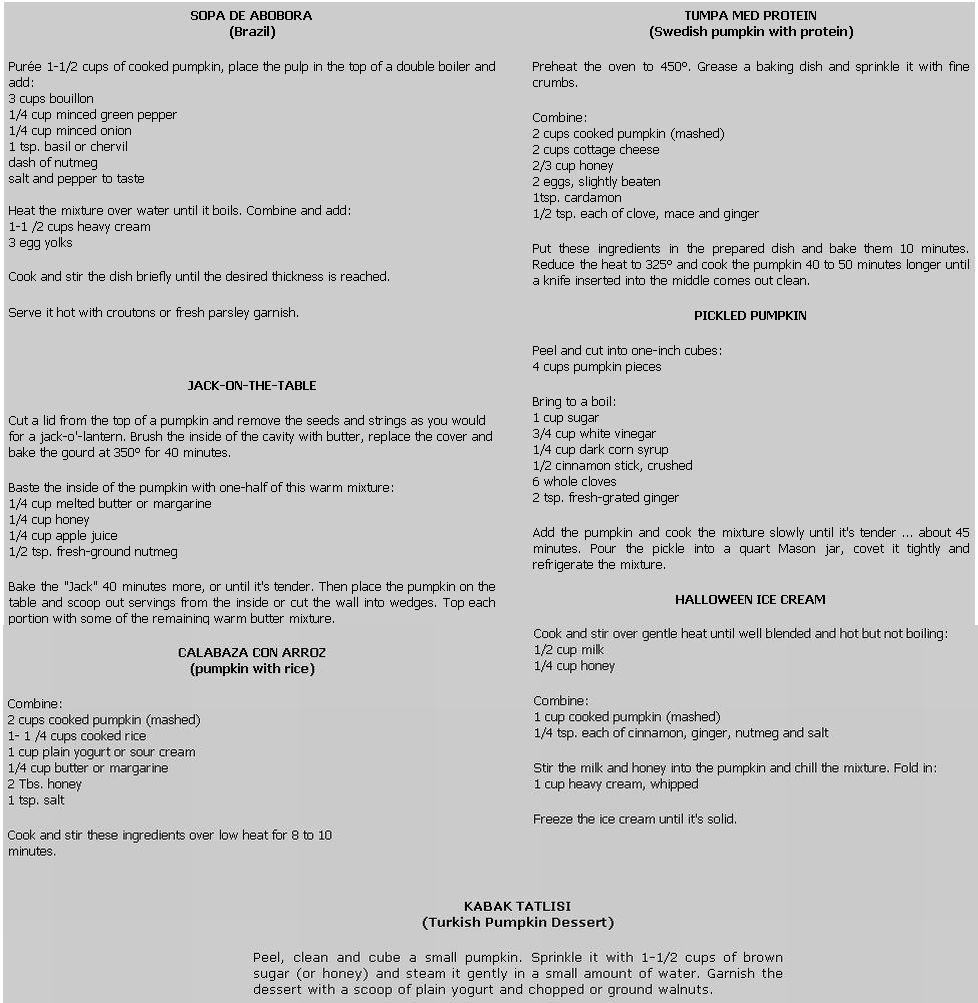 SOPA DE ABOBORA
(Brazil)
Purée 1-1/2 cups of cooked pumpkin, place the pulp in the top of a double boiler and
add:
3 cups bouillon
1/4 cup minced green pepper
1/4 cup minced onion
1 tsp. basil or chervil
dash of nutmeg
salt and pepper to taste
Heat the mixture over water until it boils. Combine and add:
1-1 /2 cups heavy cream
3 egg yolks
Cook and stir the dish briefly until the desired thickness is reached.
Serve it hot with croutons or fresh parsley garnish.
JACK-ON-THE-TABLE
Cut a lid from the top of a pumpkin and remove the seeds and strings as you would
for a jack-o'-lantern. Brush the inside of the cavity with butter, replace the cover and
bake the gourd at 350º for 40 minutes.
Baste the inside of the pumpkin with one-half of this warm mixture:
1/4 cup melted butter or margarine
1/4 cup honey
1/4 cup apple juice
1/2 tsp. fresh-ground nutmeg
Bake the "Jack" 40 minutes more, or until it's tender. Then place the pumpkin on the
table and scoop out servings from the inside or cut the wall into wedges. Top each
portion with some of the remaining warm butter mixture.
CALABAZA CON ARROZ
(pumpkin with rice)
Combine:
2 cups cooked pumpkin (mashed)
1- 1 /4 cups cooked rice
1 cup plain yogurt or sour cream
1/4 cup butter or margarine
2 Tbs. honey
1 tsp. salt
Cook and stir these ingredients over low heat for 8 to 10
minutes.
TUMPA MED PROTEIN
(Swedish pumpkin with protein)
Preheat the oven to 450º. Grease a baking dish and sprinkle it with fine
crumbs.
Combine:
2 cups cooked pumpkin (mashed)
2 cups cottage cheese
2/3 cup honey
2 eggs, slightly beaten
1tsp. cardamon
1/2 tsp. each of clove, mace and ginger
Put these ingredients in the prepared dish and bake them 10 minutes.
Reduce the heat to 325º and cook the pumpkin 40 to 50 minutes longer until
a knife inserted into the middle comes out clean.
PICKLED PUMPKIN
Peel and cut into one-inch cubes:
4 cups pumpkin pieces
Bring to a boil:
1 cup sugar
3/4 cup white vinegar
1/4 cup dark corn syrup
1/2 cinnamon stick, crushed
6 whole cloves
2 tsp. fresh-grated ginger
Add the pumpkin and cook the mixture slowly until it's tender ... about 45
minutes. Pour the pickle into a quart Mason jar, covet it tightly and
refrigerate the mixture.
HALLOWEEN ICE CREAM
Cook and stir over gentle heat until well blended and hot but not boiling:
1/2 cup milk
1/4 cup honey
Combine:
1 cup cooked pumpkin (mashed)
1/4 tsp. each of cinnamon, ginger, nutmeg and salt
Stir the milk and honey into the pumpkin and chill the mixture. Fold in:
1 cup heavy cream, whipped
Freeze the ice cream until it's solid.
KABAK TATLISI
(Turkish Pumpkin Dessert)
Peel, clean and cube a small pumpkin. Sprinkle it with 1-1/2 cups of brown
sugar (or honey) and steam it gently in a small amount of water. Garnish the
dessert with a scoop of plain yogurt and chopped or ground walnuts.